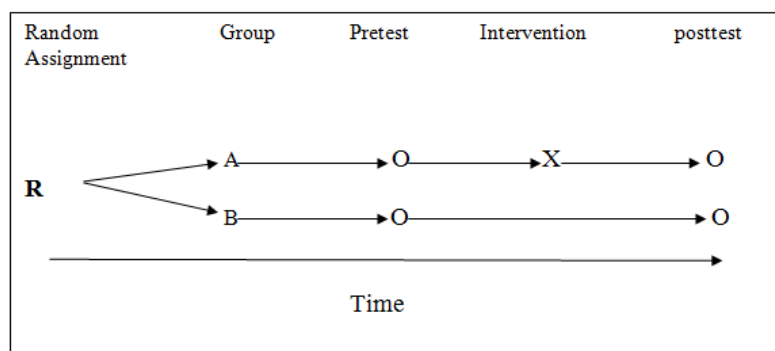 Random Assignment Group Pretest Intervention posttest
A O X O
R
B O O
Time